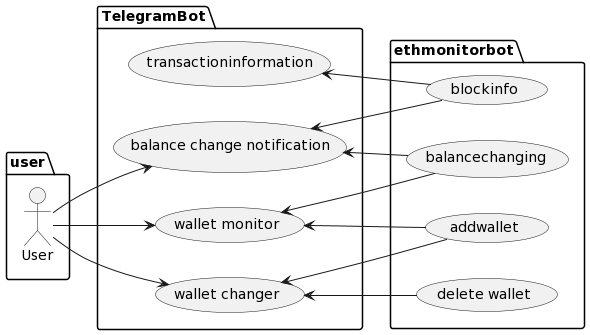 TelegramBot
ethmonitorbot
transactioninformation
blockinfo
balance change notification
balancechanging
user
wallet monitor
addwallet
User
wallet changer
delete wallet